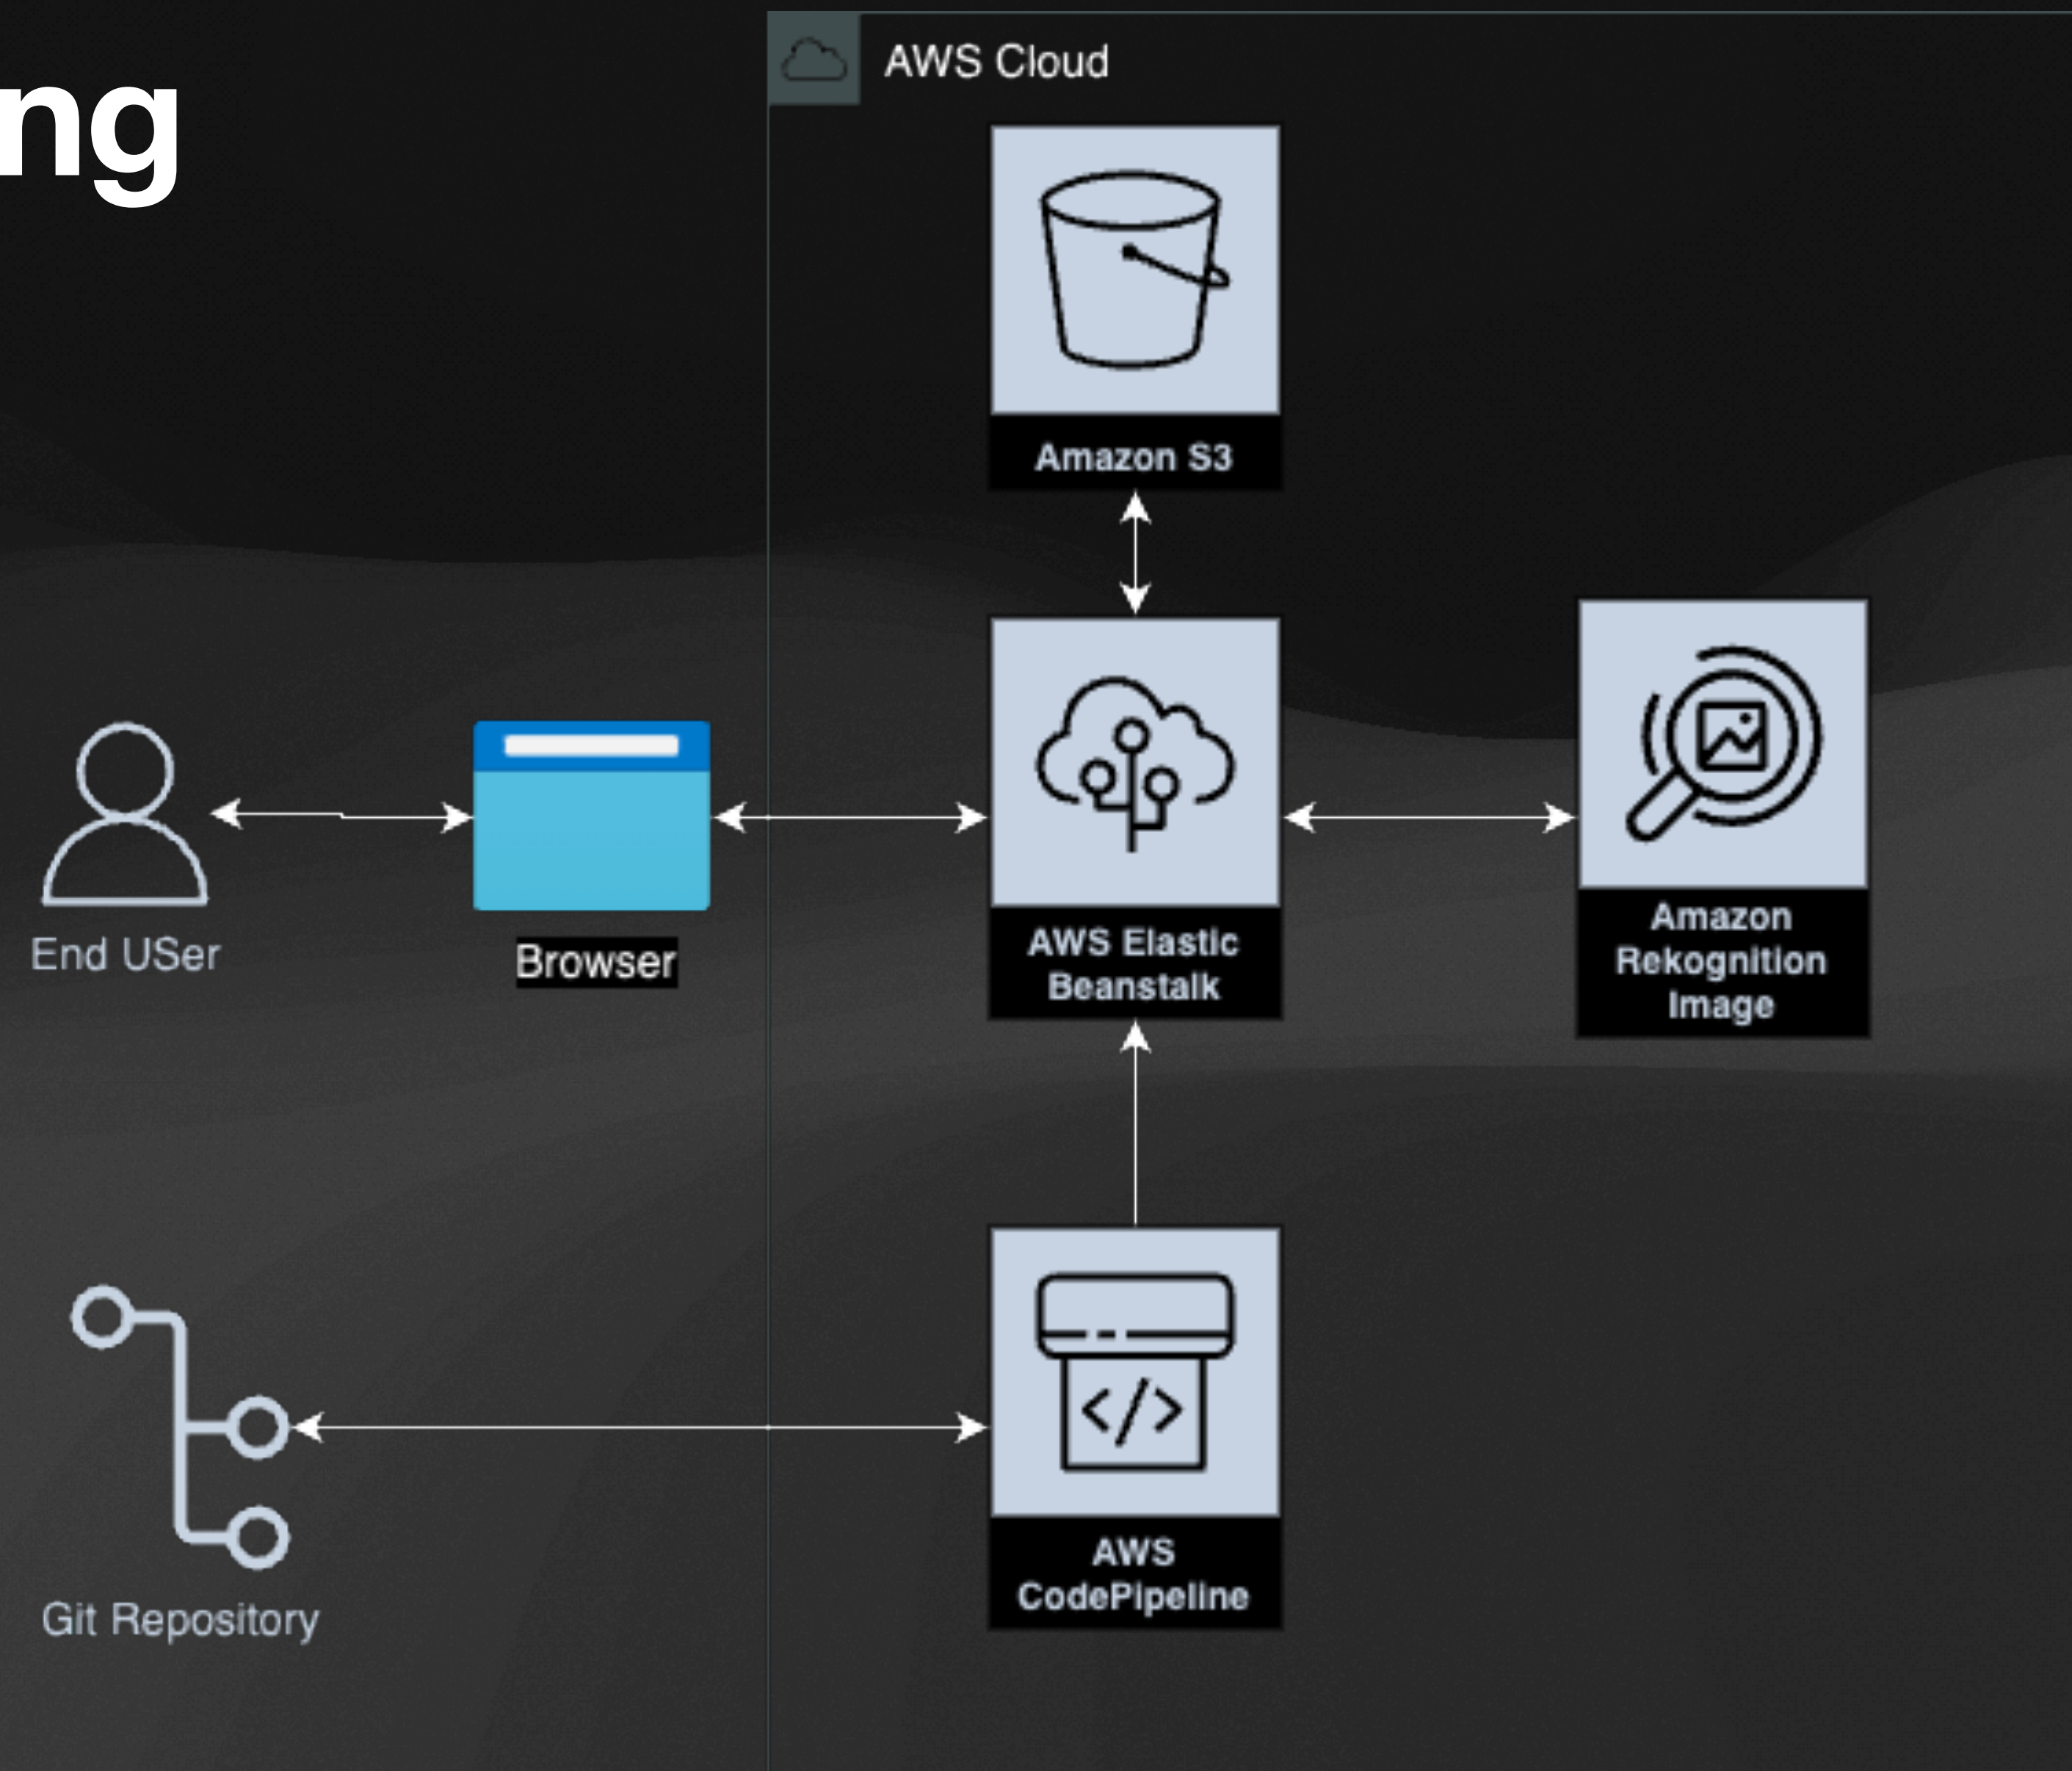 ng
AWS Cloud
Amazon S3
End USer
Browser
AWS Elastic
Beanstalk
Amazon
Rekognition
Image
Git Repository
AWS
CodePipeline